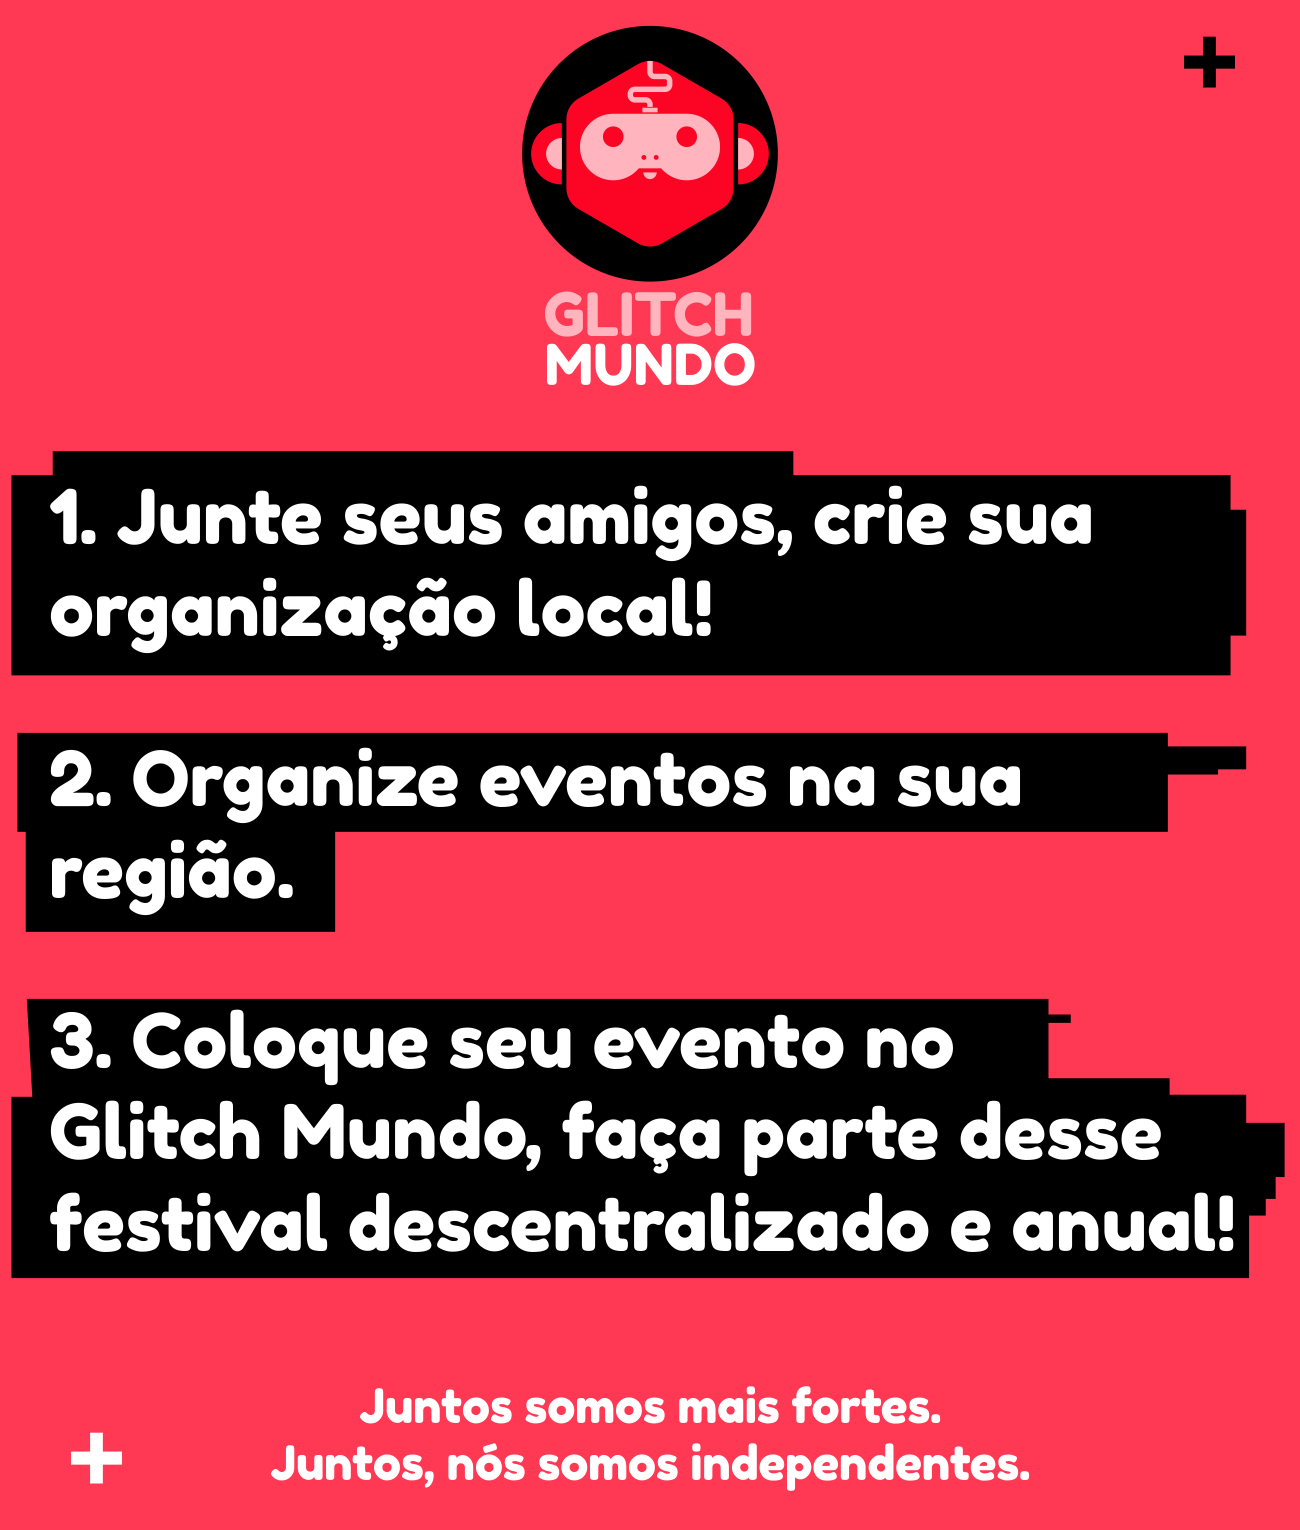 GLITCH
MUNDO
1. Junte seus amigos, crie sua
organização local!
2. Organize eventos na sua
região.
3. Coloque seu evento no
Glitch Mundo, faça parte desse
festival descentralizado e anual!
Juntos somos mais fortes.
Juntos, nós somos independentes.